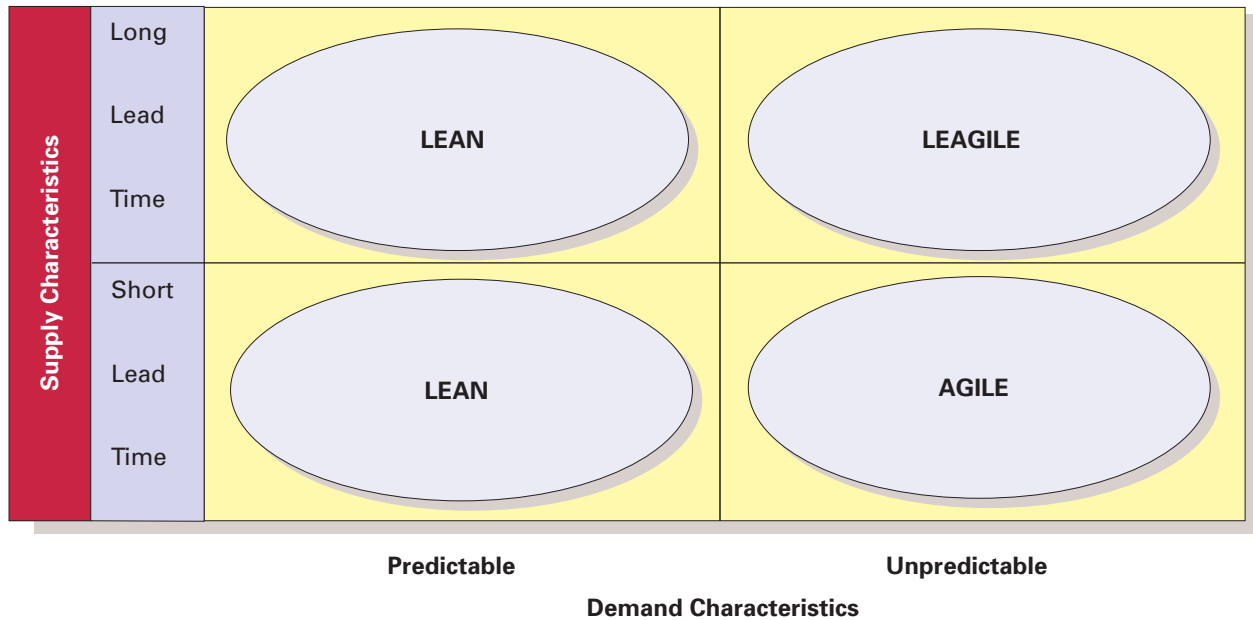 Supply Characteristics
Long
Lead
Time
LEAN
LEAGILE
Short
Lead
Time
LEAN
AGILE
Predictable
Unpredictable
Demand Characteristics